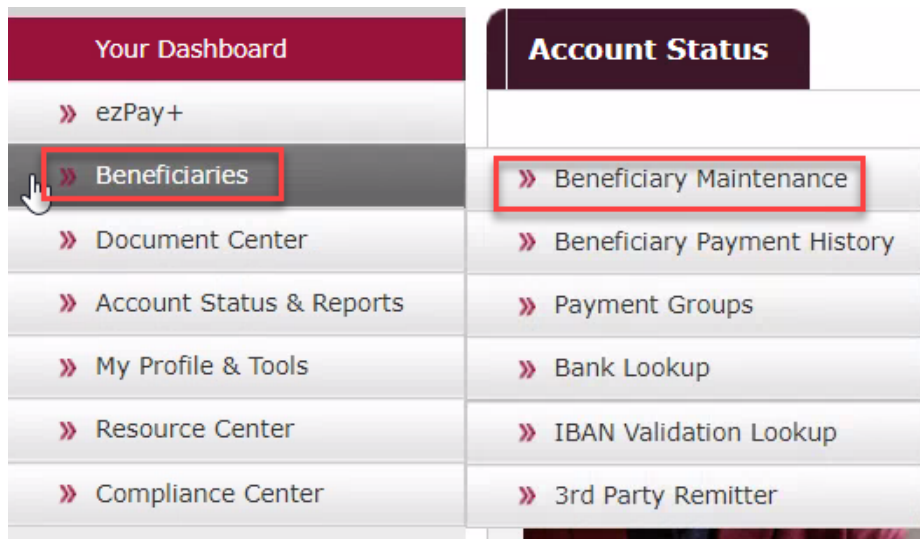 Your Dashboard
Account Status
» ezPay+
» Beneficiaries
» Beneficiary Maintenance
» Document Center
» Beneficiary Payment History
» Account Status & Reports
» Payment Groups
» My Profile & Tools
» Bank Lookup
» Resource Center
» IBAN Validation Lookup
» Compliance Center
» 3rd Party Remitter